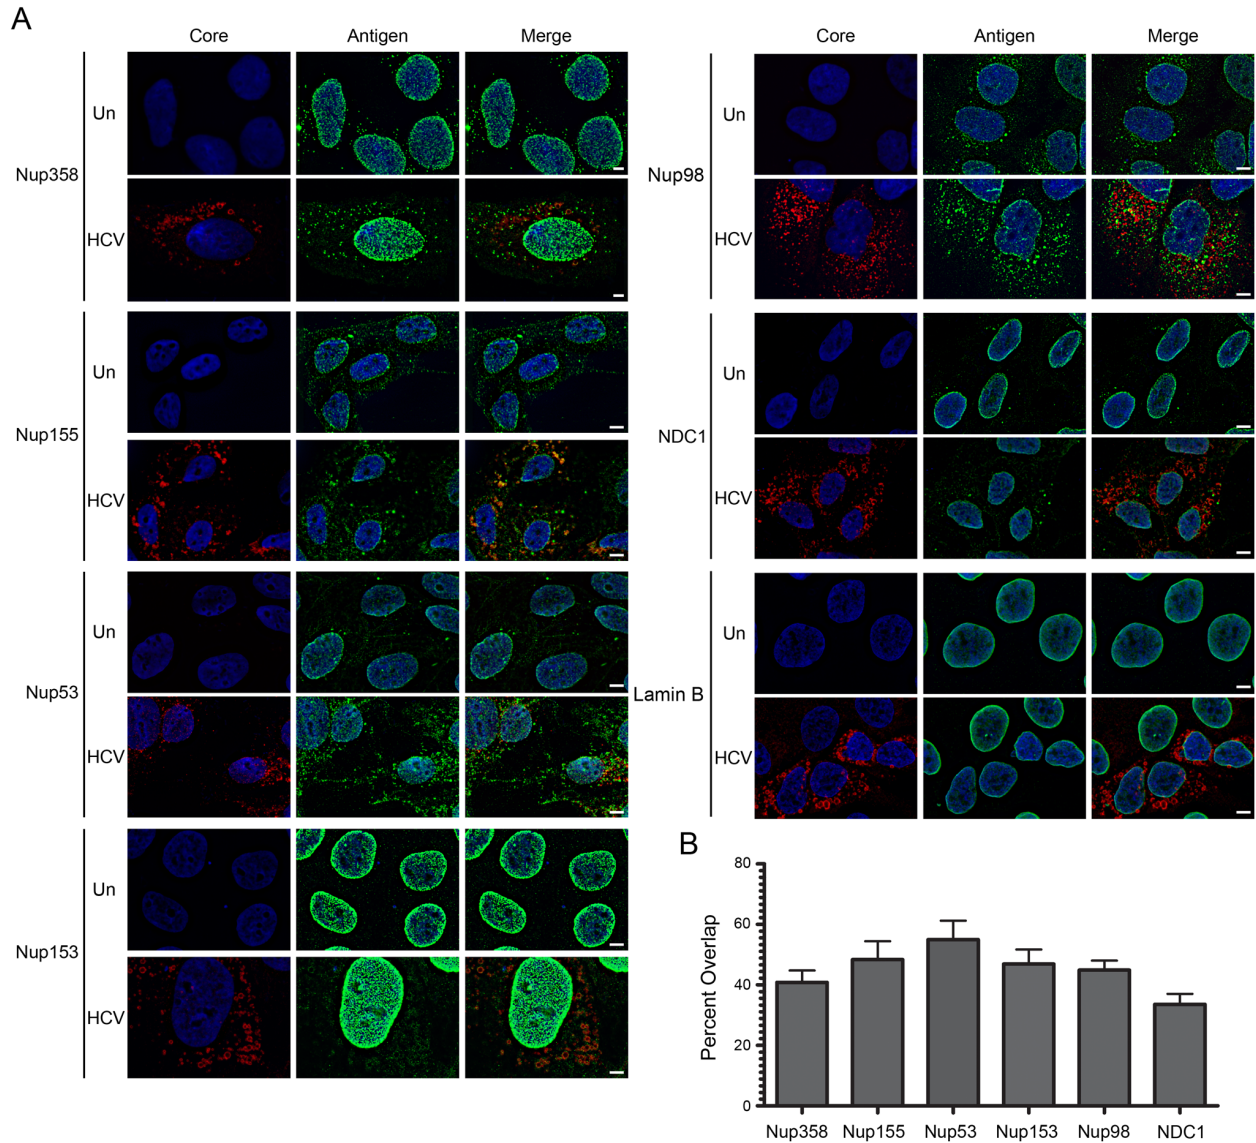 A
Core Antigen Merge
Nup358
Un
HCV
Nup155
Un
HCV
Nup53
Un
HCV
Nup153
Un
HCV
Core Antigen Merge
Nup98
Un
HCV
NDC1
Un
HCV
Lamin B
Un
HCV
B
Percent Overlap
80
60
40
20
0
Nup358 Nup155 Nup53 Nup153 Nup98 NDC1